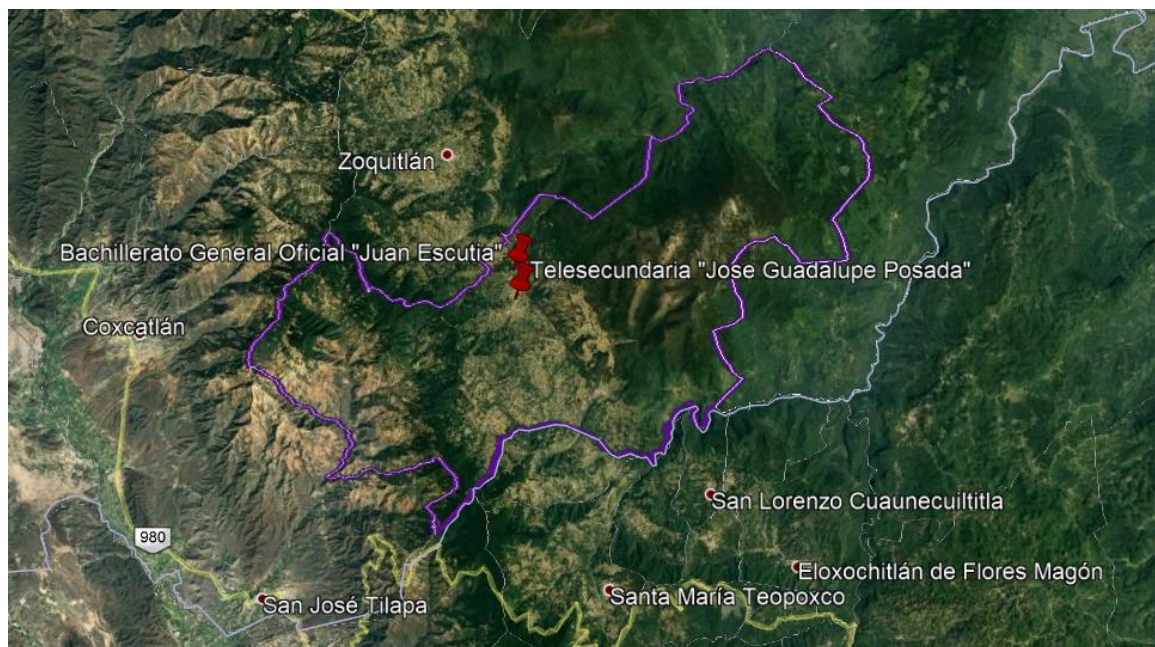 Zoquitlán
Bachillerato General Oficial "Juan Escutia"
Telesecundaria "Jose Guadalupe Posada"
Coxcatlán
San Lorenzo Cuaunecuiltitla
980
Eloxochitlán de Flores Magón
San José Tilapa
Santa María Teopoxco